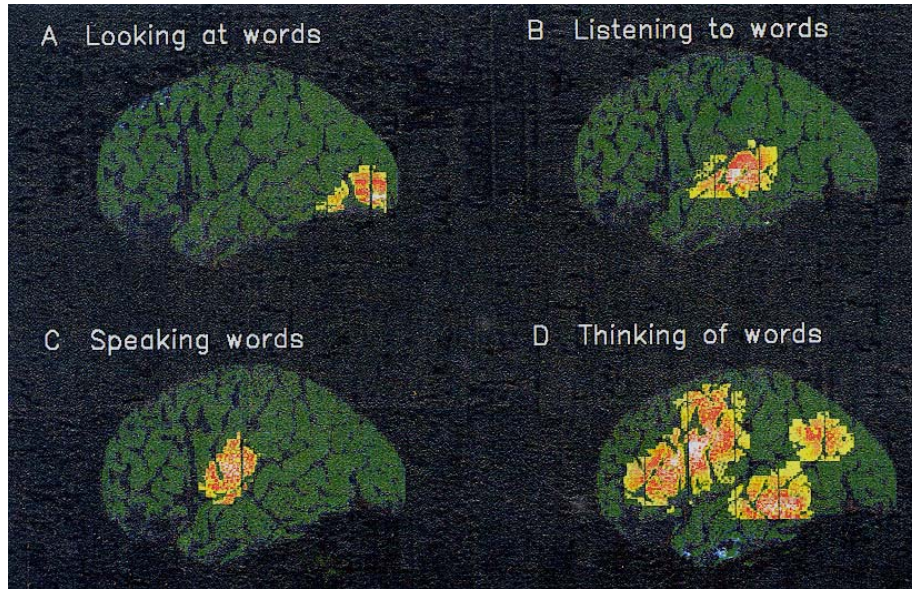 A Looking at words
B Listening to words
C Speaking words
D Thinking of words